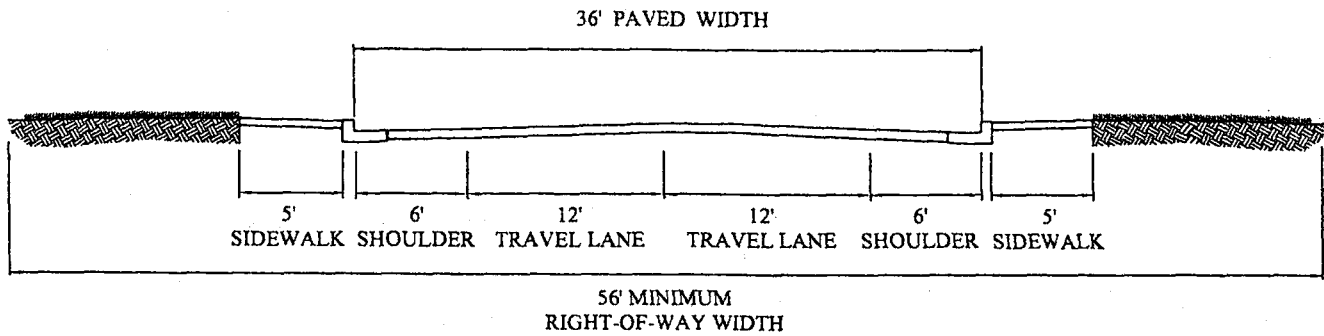 36' PAVED WIDTH
5' 6' 12' 12' 6' 5'
SIDEWALK SHOULDER TRAVEL LANE TRAVEL LANE SHOULDER SIDEWALK
56' MINIMUM
RIGHT-OF-WAY WIDTH